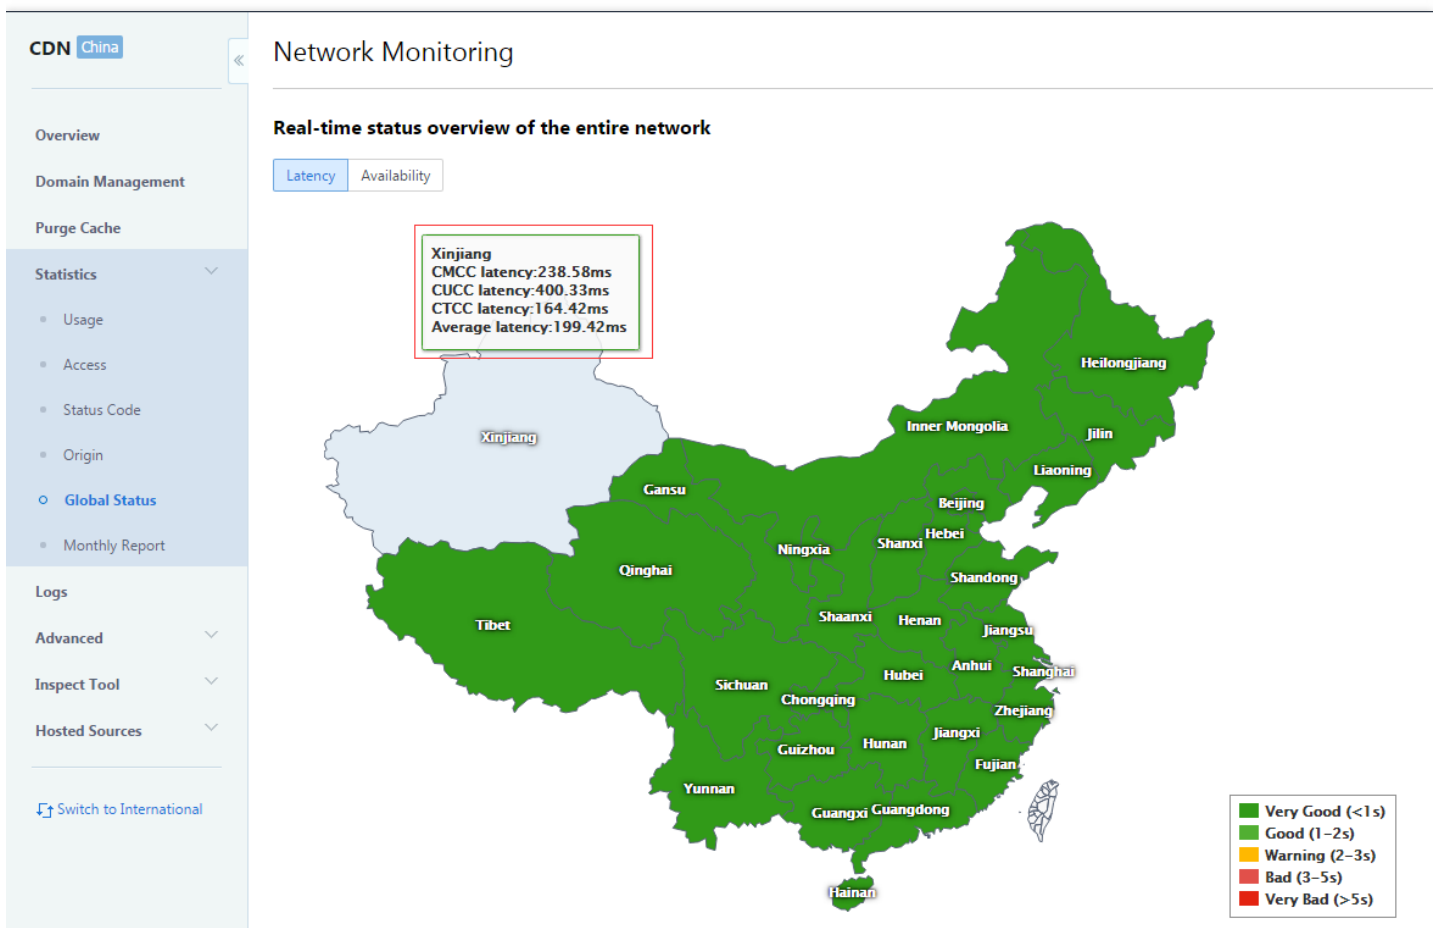 CDN China
«
Network Monitoring
Overview
Domain Management
Purge Cache
Statistics
Usage
Access
Status Code
Origin
Global Status
Monthly Report
Logs
Advanced
Inspect Tool
Hosted Sources
Switch to International
Real-time status overview of the entire network
Latency
Availability
Xinjiang
CMCC latency:238.58ms
CUCC latency:400.33ms
CTCC latency:164.42ms
Average latency:199.42ms
Heilongjiang
Inner Mongolia
Jilin
Xinjiang
Liaoning
Gansu
Beijing
Hebei
Shanxi
Ningxia
Qinghai
Shandong
Shaanxi
Henan
Tibet
Jiangsu
Anhui
Shanghai
Hubei
Sichuan
Chongqing
Zhejiang
Jiangxi
Hunan
Guizhou
Fujian
Yunnan
Guangxi
Guangdong
Hainan
Very Good (<1s)
Good (1-2s)
Warning (2-3s)
Bad (3-5s)
Very Bad (>5s)